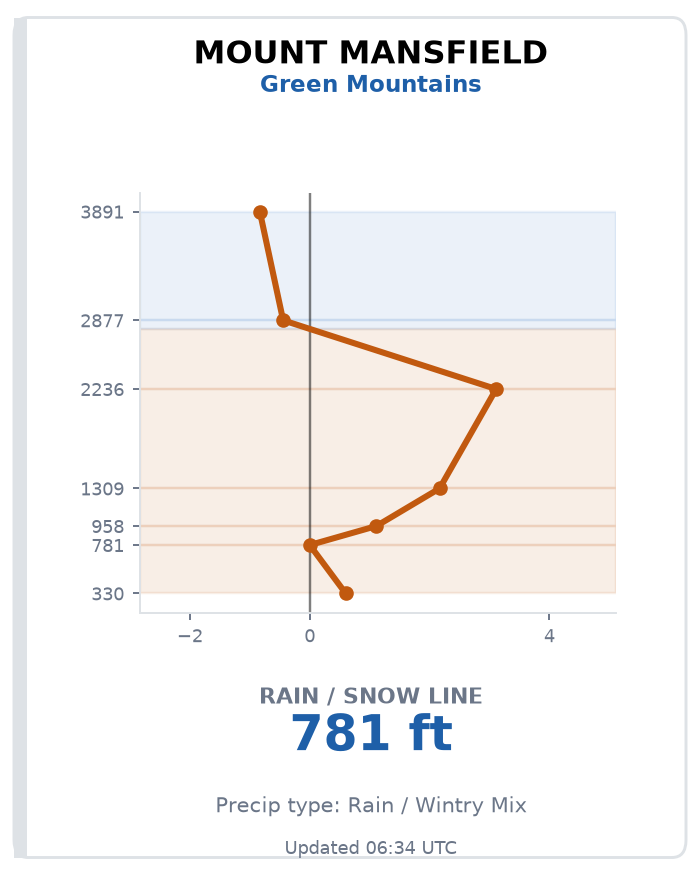 MOUNT MANSFIELD
Green Mountains
3891
2877
2236
1309
958
781
330
−2 0 4
RAIN / SNOW LINE
781 ft
Precip type: Rain / Wintry Mix
Updated 06:34 UTC